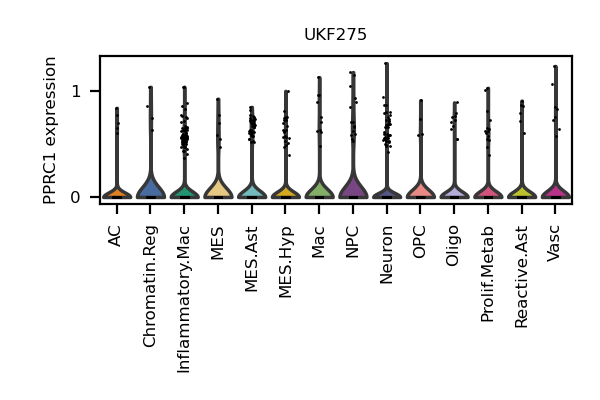 UKF275
PPRC1 expression
1
0
AC
Chromatin.Reg
Inflammatory.Mac
MES
MES.Ast
MES.Hyp
Mac
NPC
Neuron
OPC
Oligo
Prolif.Metab
Reactive.Ast
Vasc